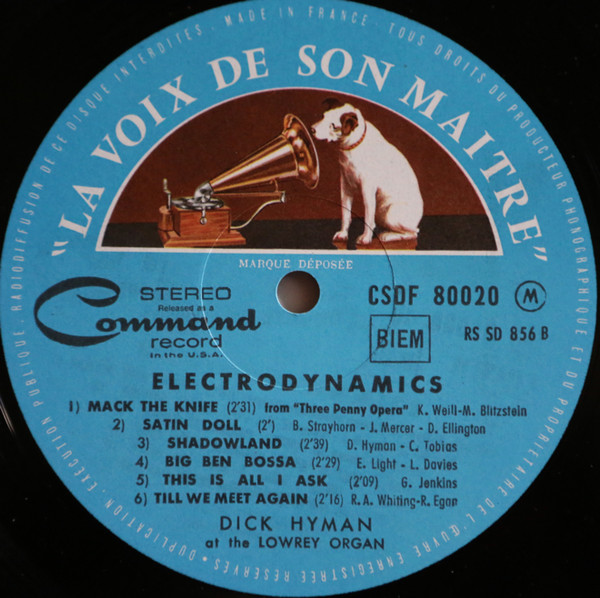 DUPLICATION · EXÉCUTION PUBLIQUE · RADIODIFFUSION DE CE DISQUE INTERDITES · MADE IN FRANCE · TOUS DROITS DU PRODUCTEUR PHONOGRAPHIQUE ET DU PROPRIÉTAIRE DE L'ŒUVRE ENREGISTRÉE RÉSERVÉS ·
"LA VOIX DE SON MAITRE"
MARQUE DÉPOSÉE
STEREO
Released as a
Command
record
in the U.S.A.
CSDF 80020 M
BIEM RS SD 856 B
ELECTRODYNAMICS
1) MACK THE KNIFE (2'31) from "Three Penny Opera" K. Weill-M. Blitzstein
2) SATIN DOLL (2') B. Strayhorn - J. Mercer - D. Ellington
3) SHADOWLAND (2'39) D. Hyman - C. Tobias
4) BIG BEN BOSSA (2'29) E. Light - L. Davies
5) THIS IS ALL I ASK (2'09) G. Jenkins
6) TILL WE MEET AGAIN (2'16) R. A. Whiting-R. Egan
DICK HYMAN
at the LOWREY ORGAN